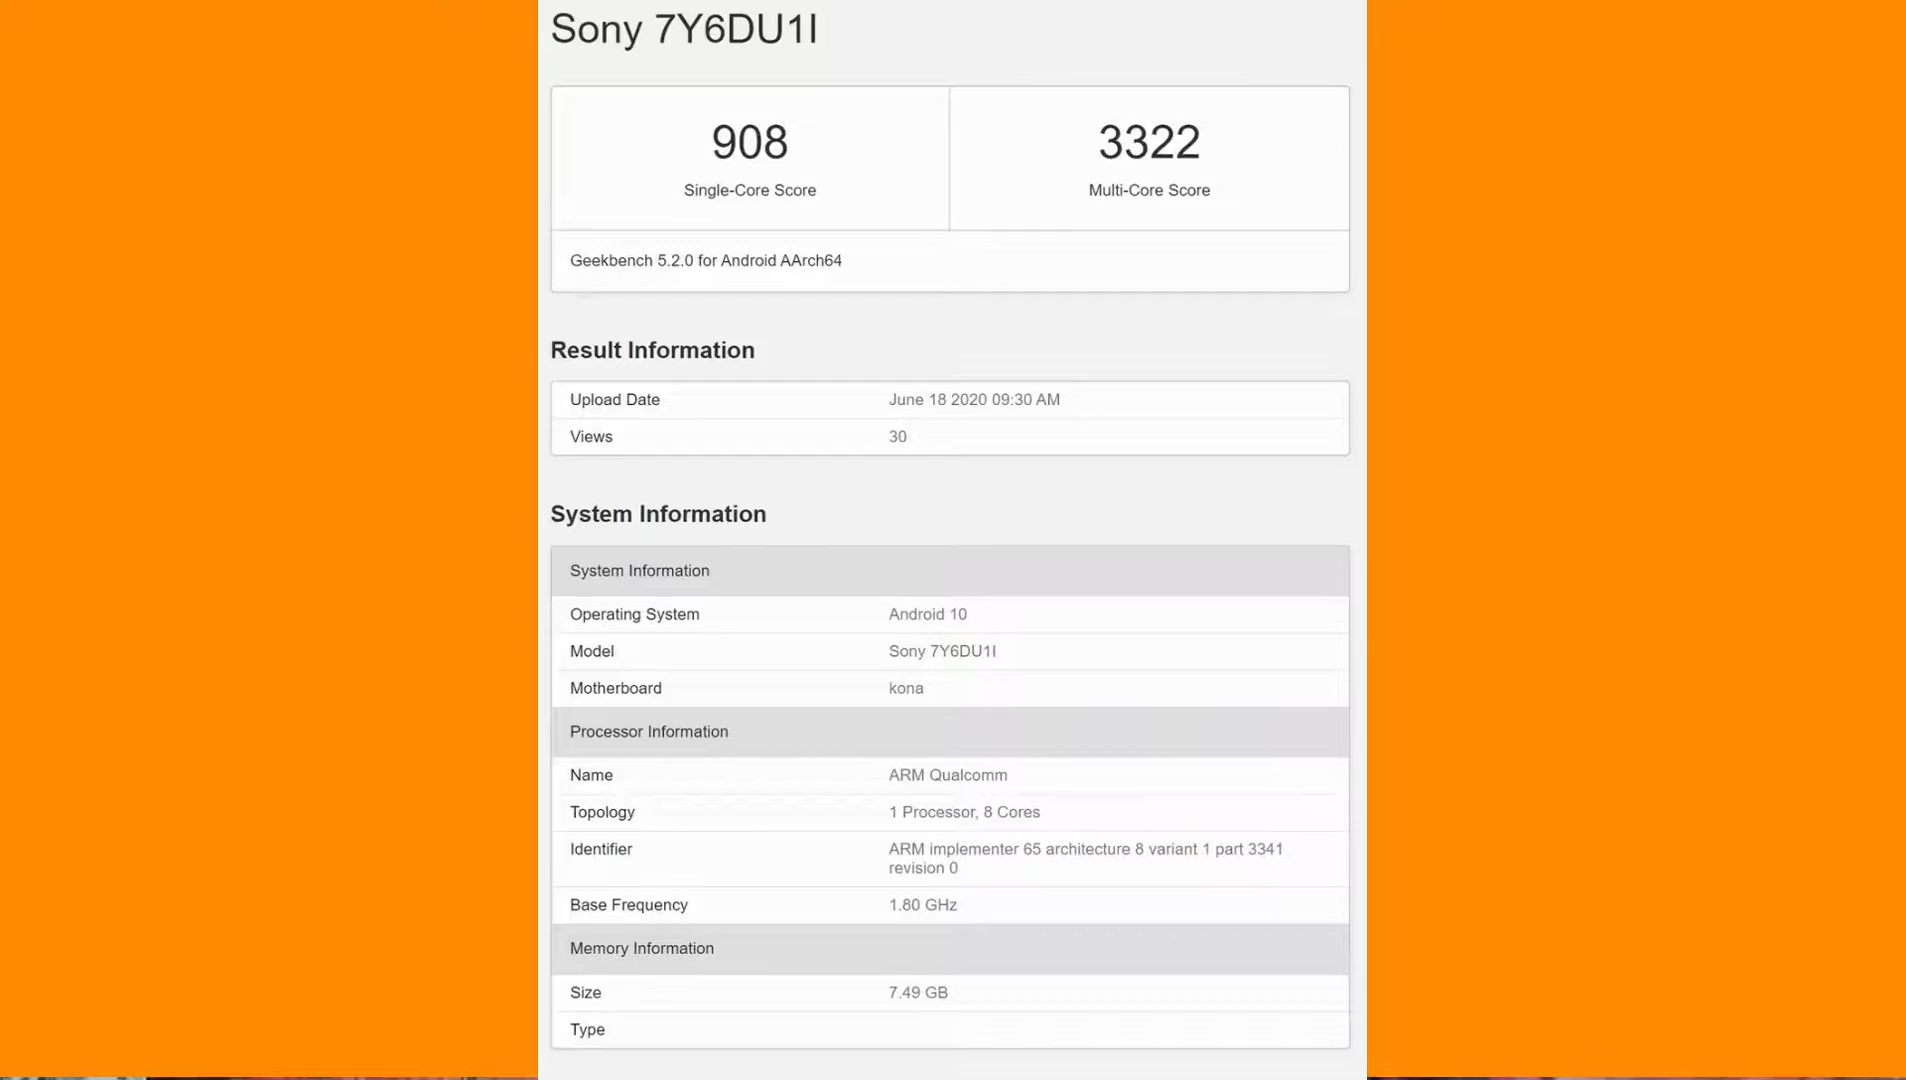 Sony 7Y6DU1I
908
Single-Core Score
3322
Multi-Core Score
Geekbench 5.2.0 for Android AArch64
Result Information
Upload Date June 18 2020 09:30 AM
Views 30
System Information
System Information
Operating System Android 10
Model Sony 7Y6DU1I
Motherboard kona
Processor Information
Name ARM Qualcomm
Topology 1 Processor, 8 Cores
Identifier ARM implementer 65 architecture 8 variant 1 part 3341
revision 0
Base Frequency 1.80 GHz
Memory Information
Size 7.49 GB
Type